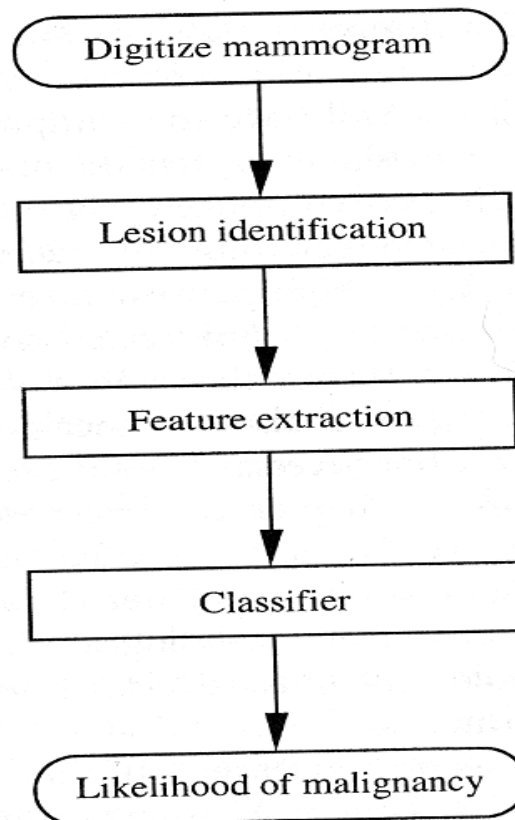 Digitize mammogram
Lesion identification
Feature extraction
Classifier
Likelihood of malignancy